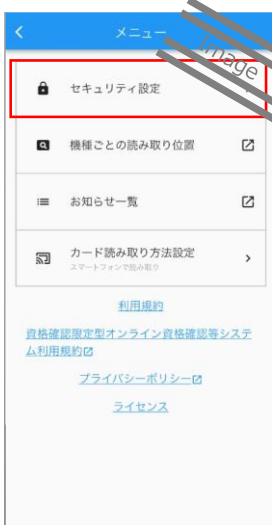 メニュー
Image
セキュリティ設定
機種ごとの読み取り位置
お知らせ一覧
カード読み取り方法設定
スマートフォンで読み取り
利用規約
資格確認限定型オンライン資格確認等システ
ム利用規約
プライバシーポリシー
ライセンス